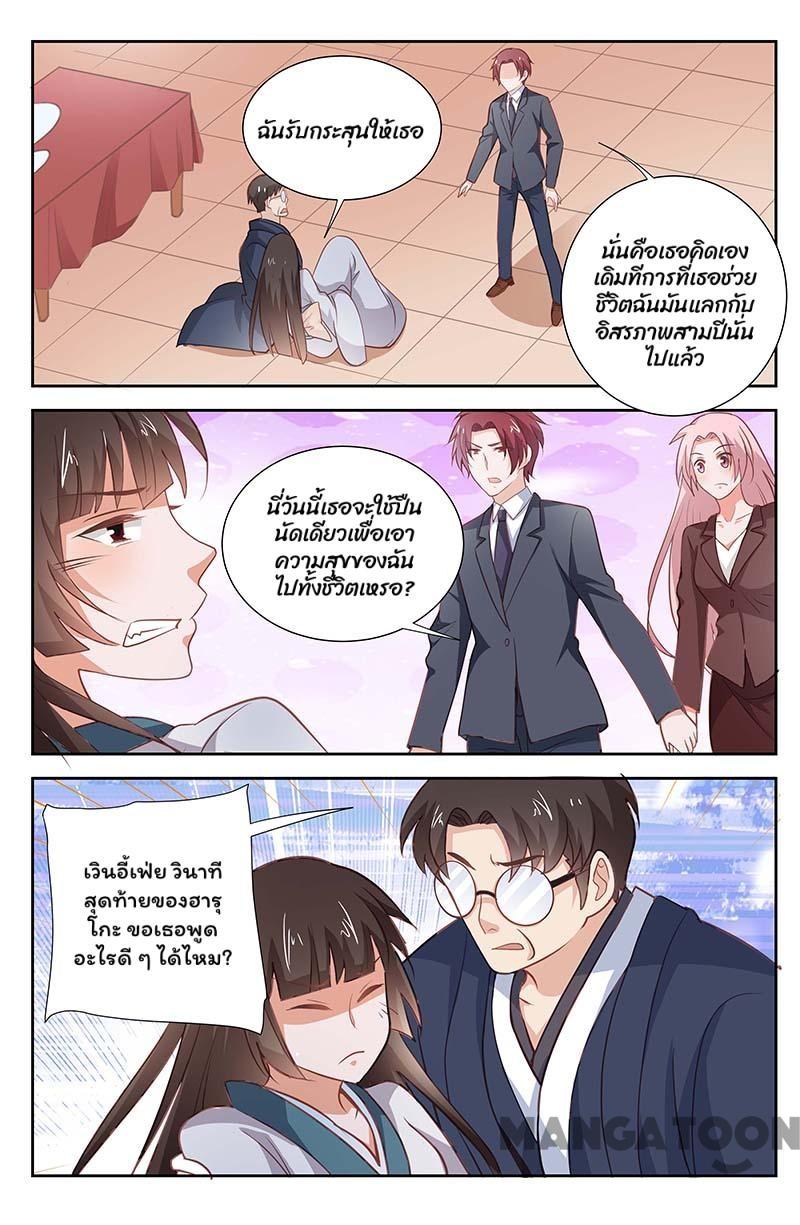 ฉันรับกระสุนให้เธอ
นั่นคือเธอคิดเอง
เดิมทีการที่เธอช่วย
ชีวิตฉันมันแลกกับ
อิสรภาพสามปีนั่น
ไปแล้ว
นี่วันนี้เธอจะใช้ปืน
นัดเดียวเพื่อเอา
ความสุขของฉัน
ไปทั้งชีวิตเหรอ?
เวินอี้เฟย วินาที
สุดท้ายของฮารุ
โกะ ขอเธอพูด
อะไรดี ๆ ได้ไหม?
MANGATOON